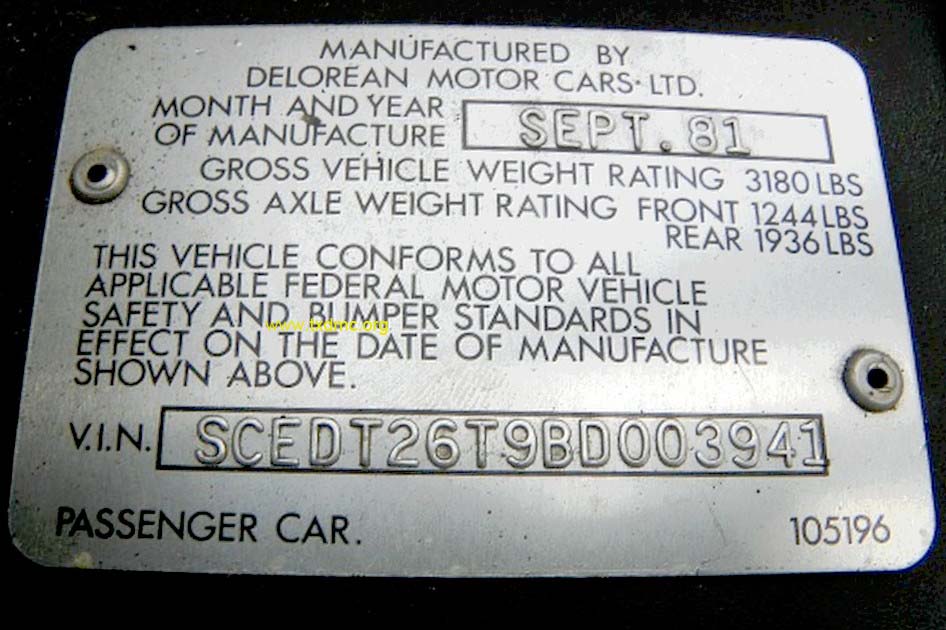 MANUFACTURED BY
DELOREAN MOTOR CARS· LTD.
MONTH AND YEAR
OF MANUFACTURE SEPT. 81
GROSS VEHICLE WEIGHT RATING 3180 LBS
GROSS AXLE WEIGHT RATING FRONT 1244 LBS
REAR 1936 LBS
THIS VEHICLE CONFORMS TO ALL
APPLICABLE FEDERAL MOTOR VEHICLE
SAFETY AND BUMPER STANDARDS IN
www.txdmc.org
EFFECT ON THE DATE OF MANUFACTURE
SHOWN ABOVE.
V.I.N. SCEDT26T9BD003941
PASSENGER CAR. 105196